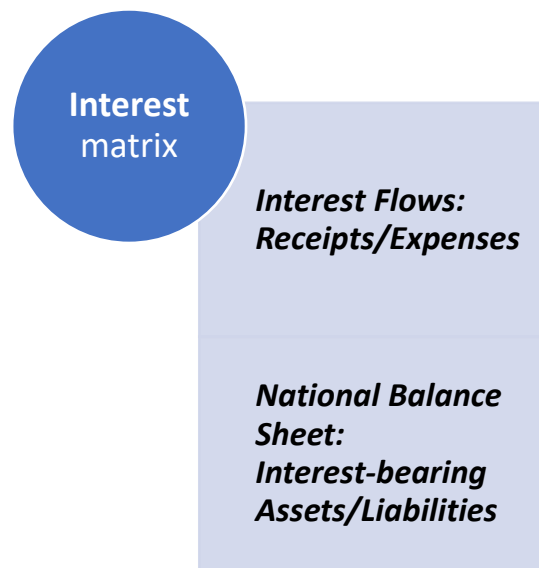 Interest
matrix
Interest Flows:
Receipts/Expenses
National Balance
Sheet:
Interest-bearing
Assets/Liabilities